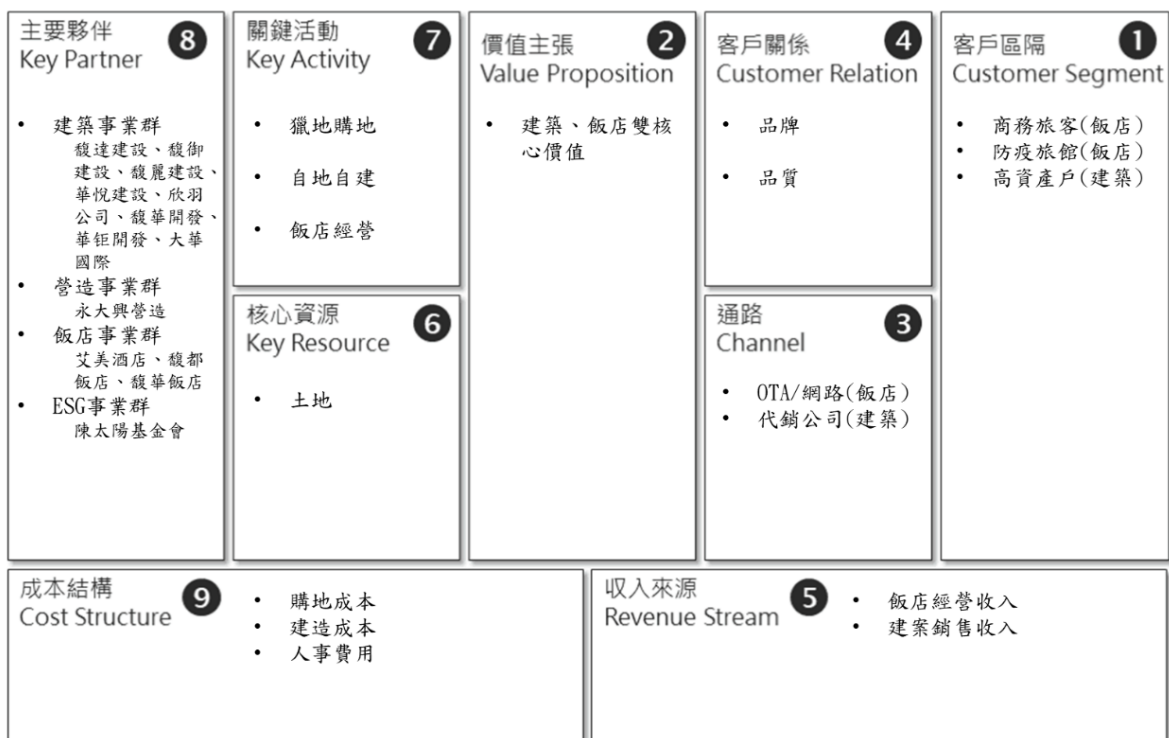 主要夥伴
Key Partner
8
• 建築事業群
馥達建設、馥御
建設、馥麗建設、
華悅建設、欣羽
公司、馥華開發、
華鉅開發、大華
國際
• 營造事業群
永大興營造
• 飯店事業群
艾美酒店、馥都
飯店、馥華飯店
• ESG事業群
陳太陽基金會
關鍵活動
Key Activity
7
• 獵地購地
• 自地自建
• 飯店經營
核心資源
Key Resource
6
• 土地
價值主張
Value Proposition
2
• 建築、飯店雙核
心價值
客戶關係
Customer Relation
4
• 品牌
• 品質
通路
Channel
3
• OTA/網路(飯店)
• 代銷公司(建築)
客戶區隔
Customer Segment
1
• 商務旅客(飯店)
• 防疫旅館(飯店)
• 高資產戶(建築)
成本結構
Cost Structure
9
• 購地成本
• 建造成本
• 人事費用
收入來源
Revenue Stream
5
• 飯店經營收入
• 建案銷售收入